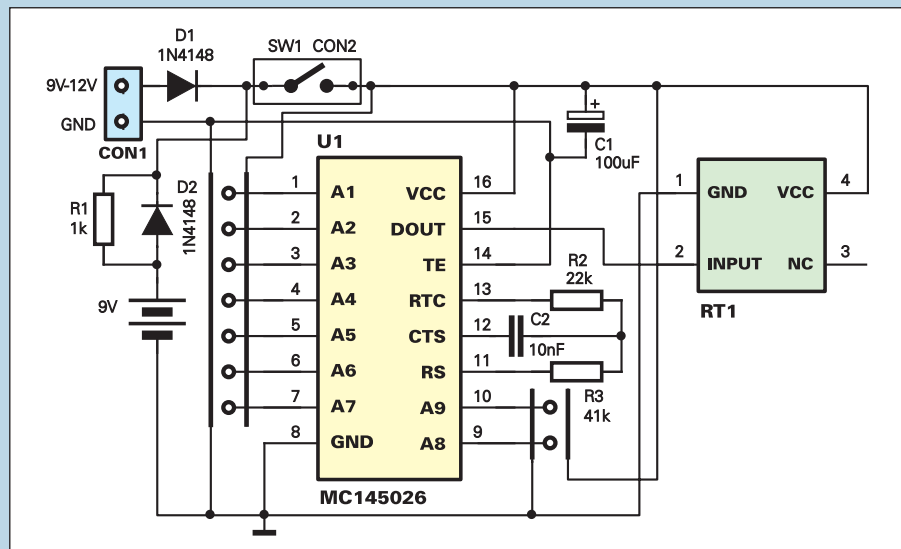 D1
1N4148
SW1 CON2
9V-12V
GND
CON1
+
C1
100uF
U1
R1
1k
D2
1N4148
9V
1 A1
2 A2
3 A3
4 A4
5 A5
6 A6
7 A7
8 GND
VCC 16
DOUT 15
TE 14
RTC 13
CTS 12
RS 11
A9 10
A8 9
MC145026
R2
22k
C2
10nF
R3
41k
1 GND VCC 4
2 INPUT NC 3
RT1